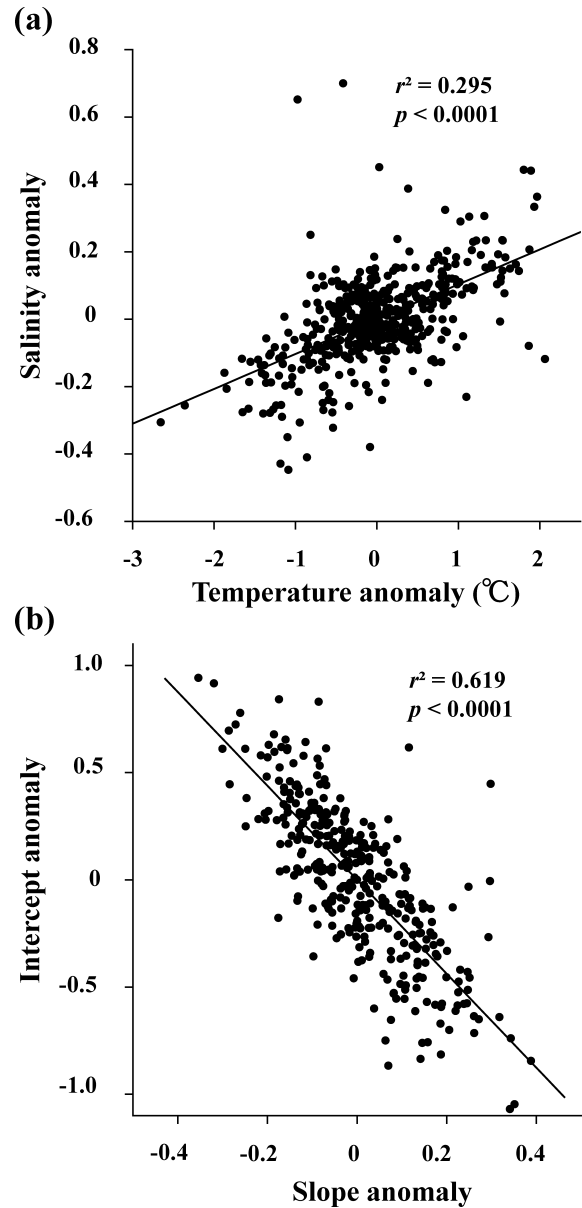 (a)
0.8
0.6
0.4
0.2
0
-0.2
-0.4
-0.6
Salinity anomaly
r² = 0.295
p < 0.0001
-3 -2 -1 0 1 2
Temperature anomaly (℃)
(b)
1.0
0.5
0
-0.5
-1.0
Intercept anomaly
r² = 0.619
p < 0.0001
-0.4 -0.2 0 0.2 0.4
Slope anomaly